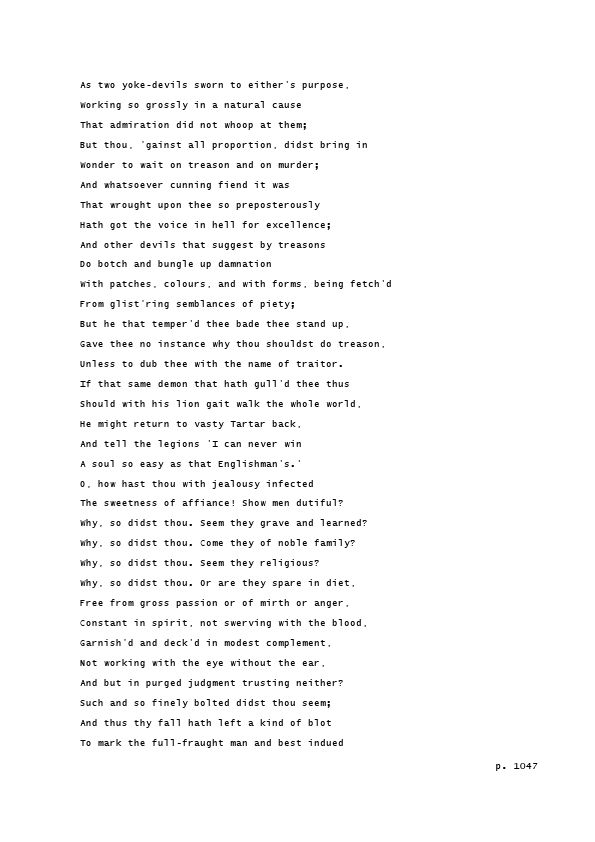 As two yoke-devils sworn to either's purpose,
Working so grossly in a natural cause
That admiration did not whoop at them;
But thou, 'gainst all proportion, didst bring in
Wonder to wait on treason and on murder;
And whatsoever cunning fiend it was
That wrought upon thee so preposterously
Hath got the voice in hell for excellence;
And other devils that suggest by treasons
Do botch and bungle up damnation
With patches, colours, and with forms, being fetch'd
From glist'ring semblances of piety;
But he that temper'd thee bade thee stand up,
Gave thee no instance why thou shouldst do treason,
Unless to dub thee with the name of traitor.
If that same demon that hath gull'd thee thus
Should with his lion gait walk the whole world,
He might return to vasty Tartar back,
And tell the legions 'I can never win
A soul so easy as that Englishman's.'
O, how hast thou with jealousy infected
The sweetness of affiance! Show men dutiful?
Why, so didst thou. Seem they grave and learned?
Why, so didst thou. Come they of noble family?
Why, so didst thou. Seem they religious?
Why, so didst thou. Or are they spare in diet,
Free from gross passion or of mirth or anger,
Constant in spirit, not swerving with the blood,
Garnish'd and deck'd in modest complement,
Not working with the eye without the ear,
And but in purged judgment trusting neither?
Such and so finely bolted didst thou seem;
And thus thy fall hath left a kind of blot
To mark the full-fraught man and best indued
p. 1047